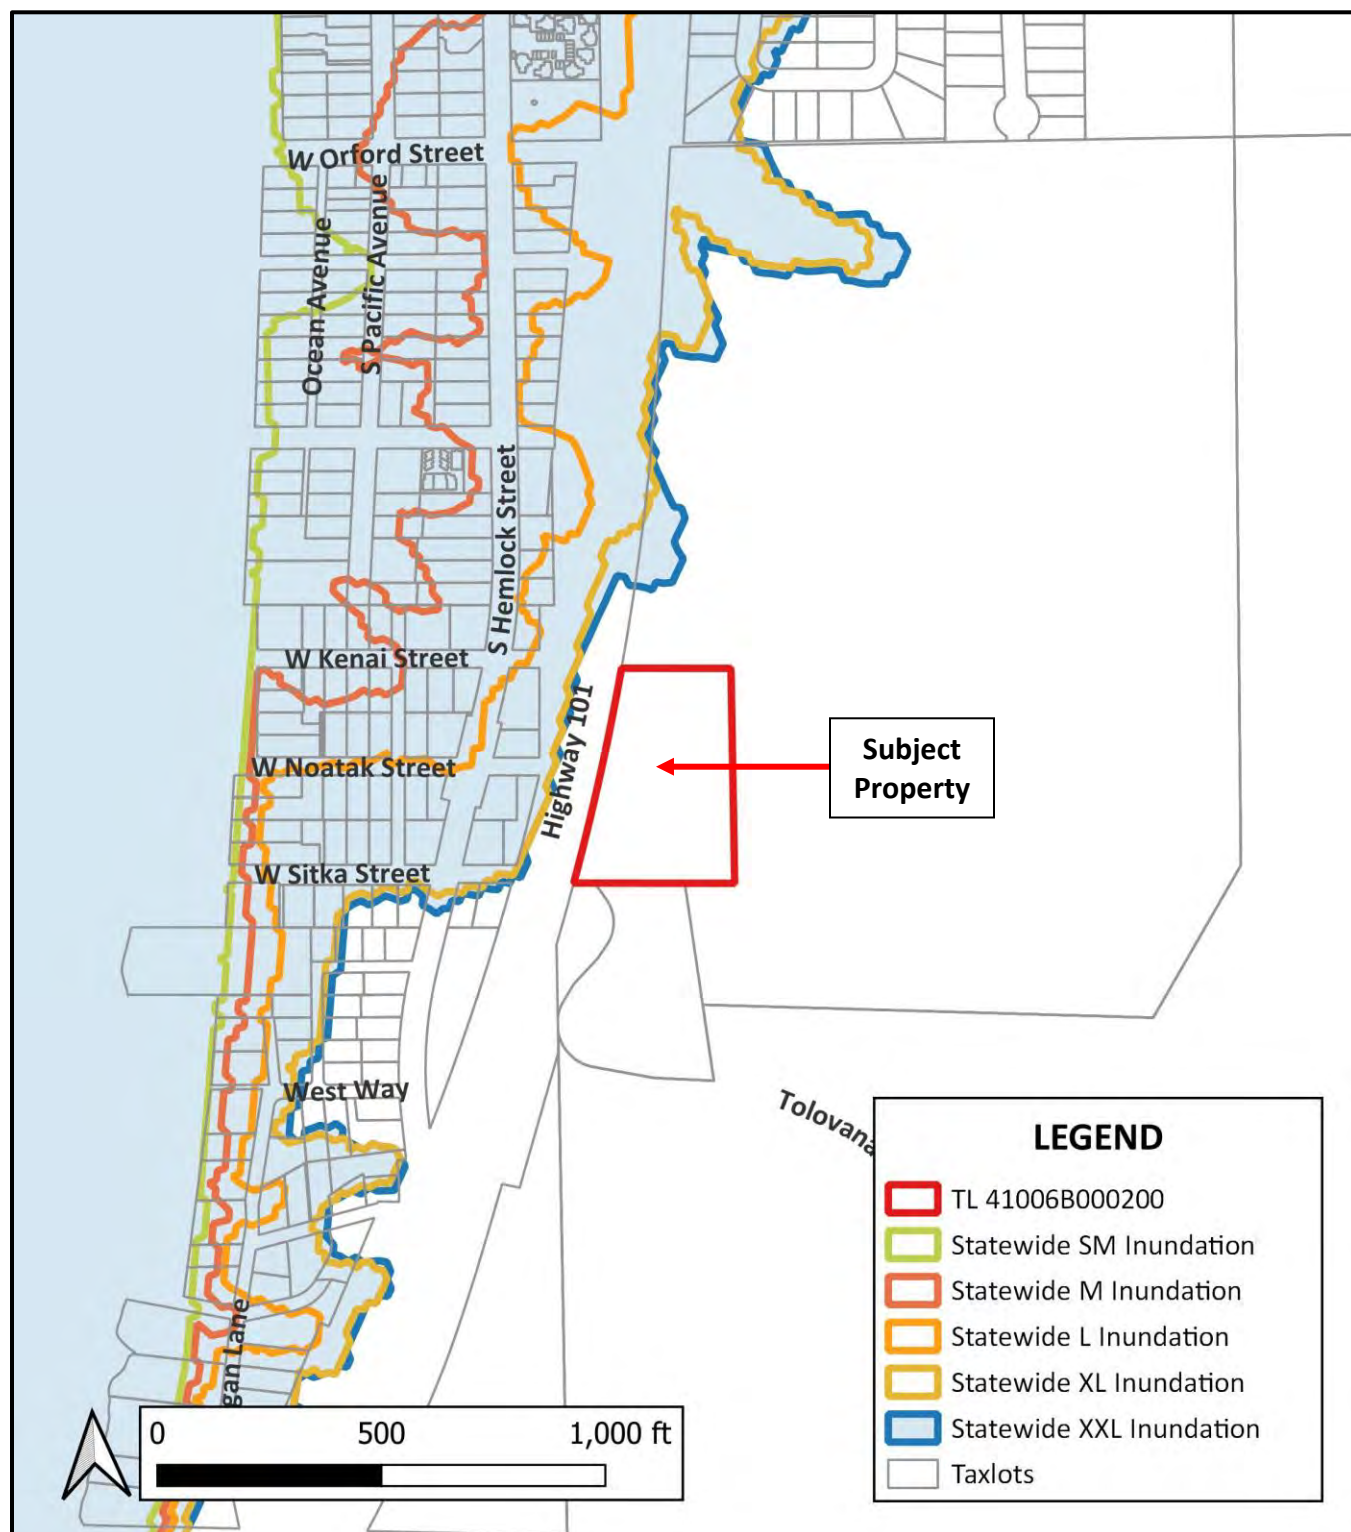 W Orford Street
Ocean Avenue
S Pacific Avenue
S Hemlock Street
W Kenai Street
Highway 101
W Noatak Street
Subject
Property
W Sitka Street
West Way
Tolovana
gan Lane
LEGEND
TL 41006B000200
Statewide SM Inundation
Statewide M Inundation
Statewide L Inundation
Statewide XL Inundation
Statewide XXL Inundation
Taxlots
0 500 1,000 ft